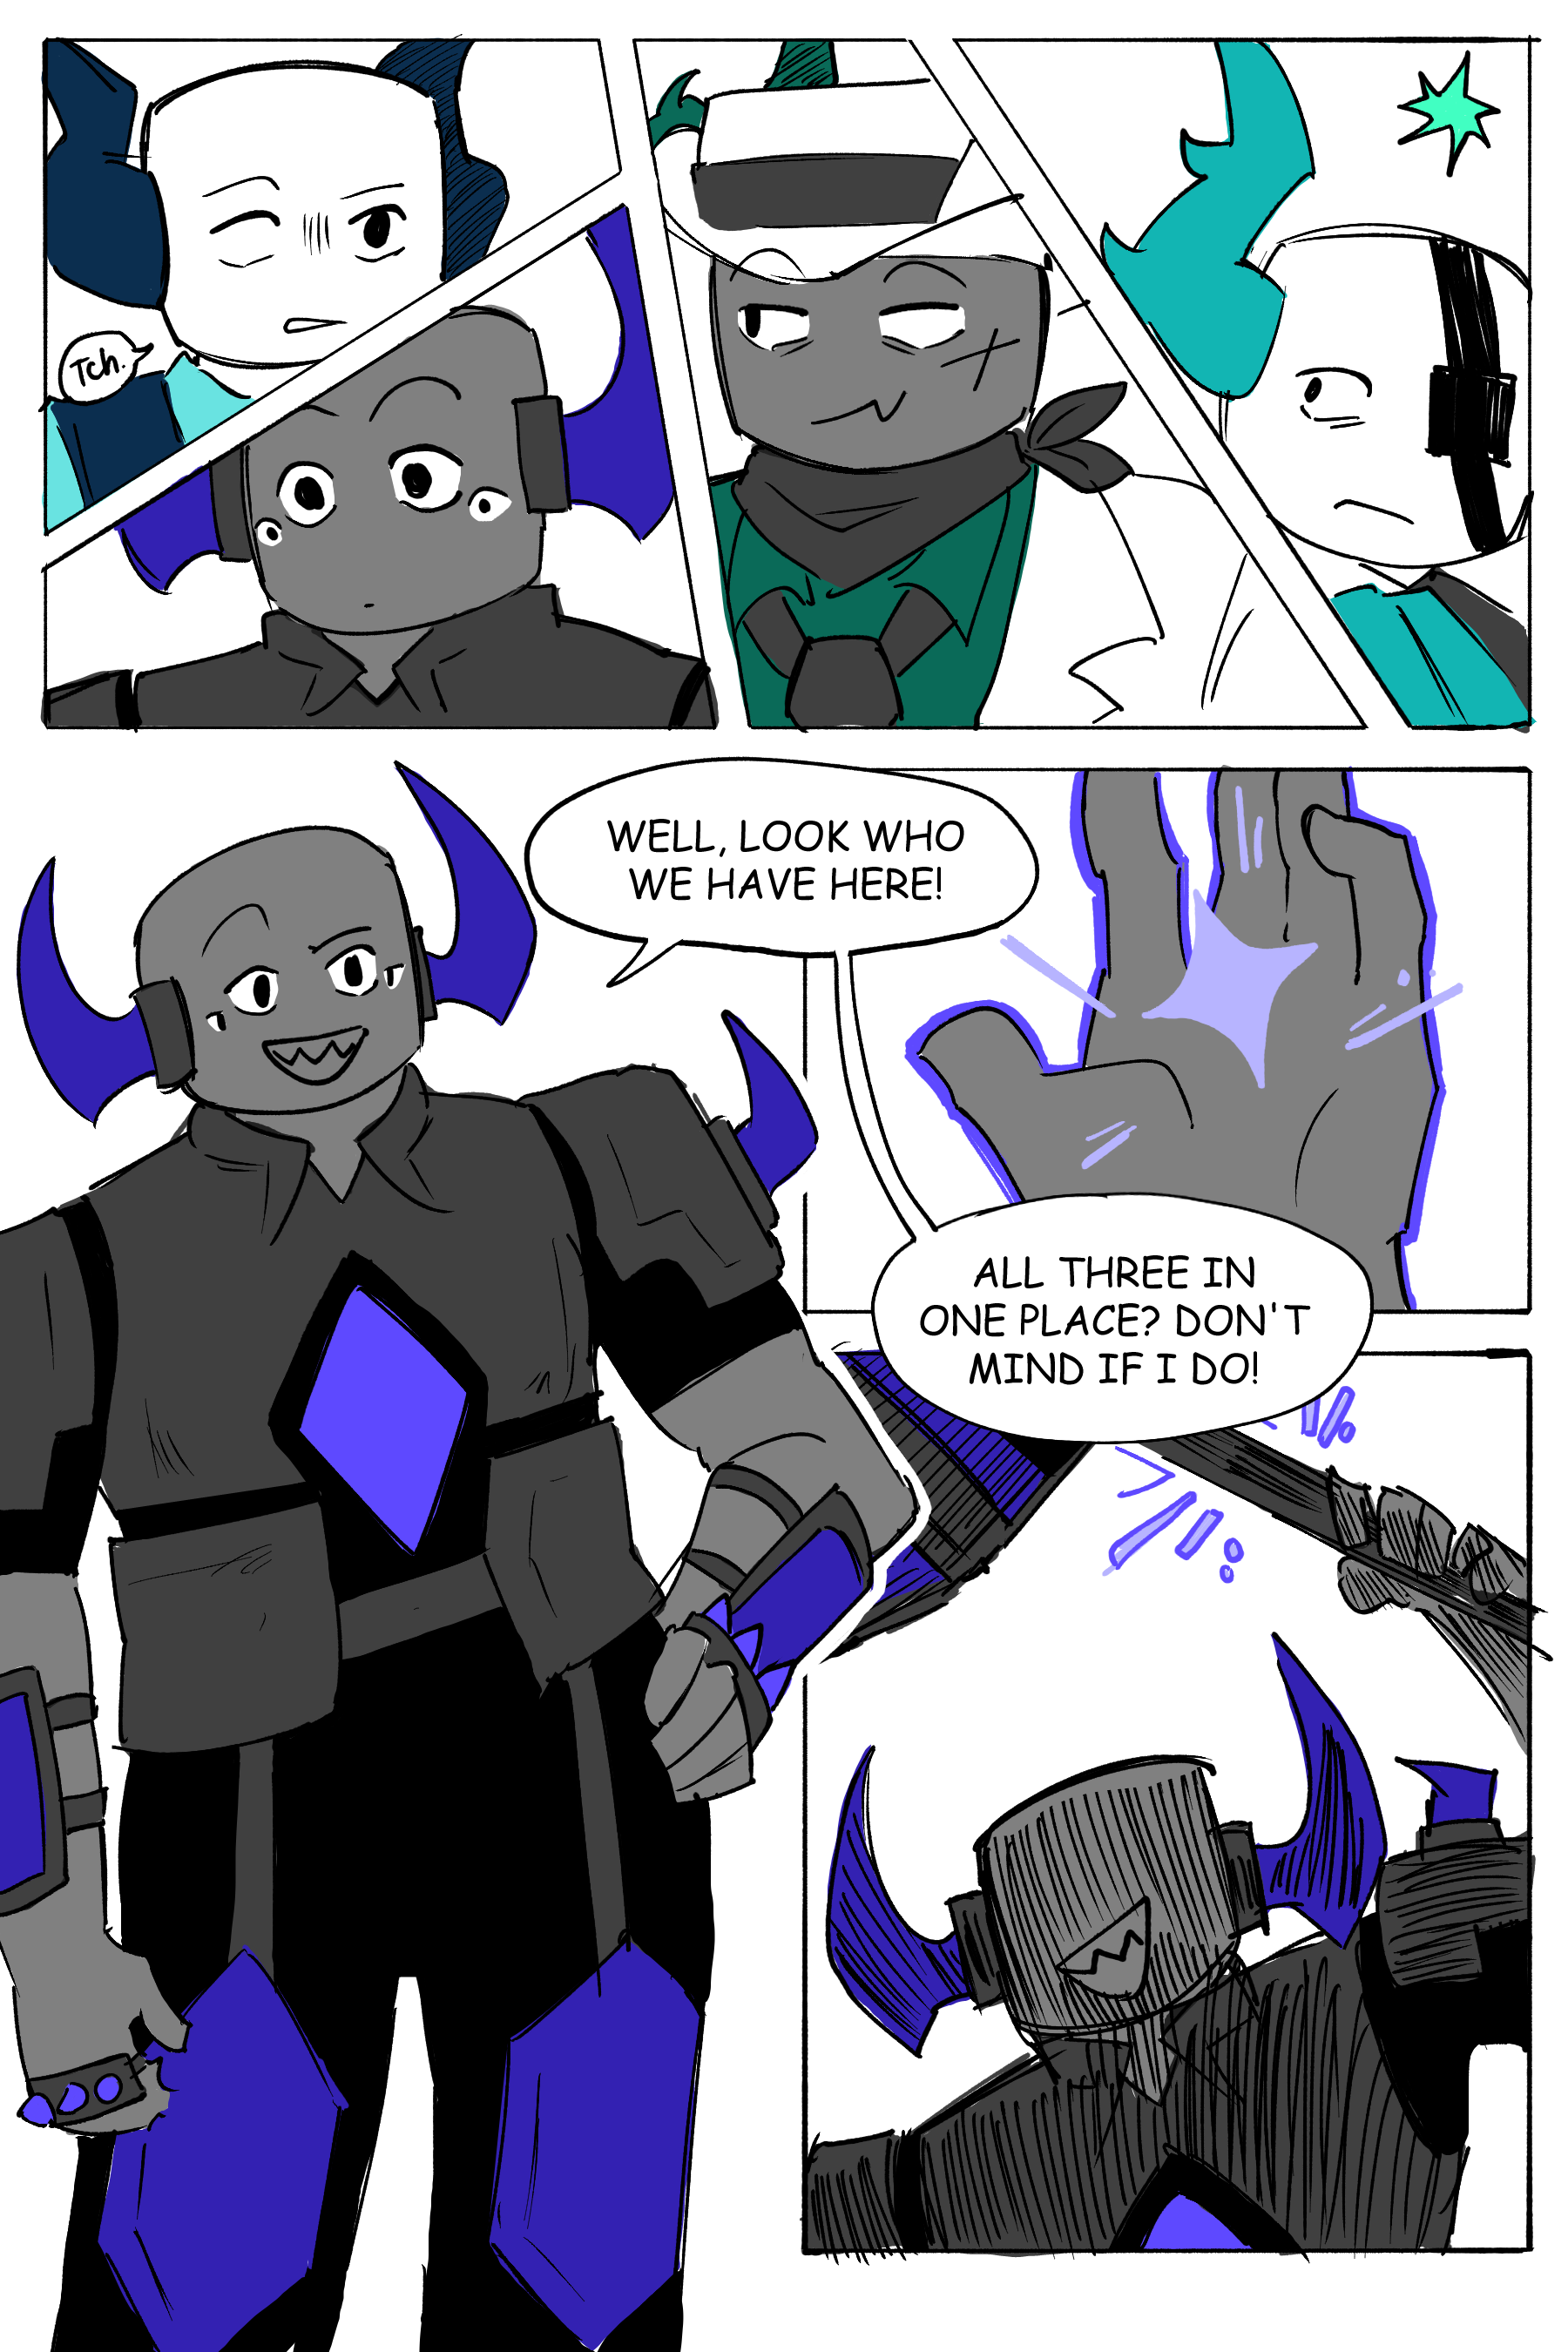 Tch.
WELL, LOOK WHO
WE HAVE HERE!
ALL THREE IN
ONE PLACE? DON'T
MIND IF I DO!